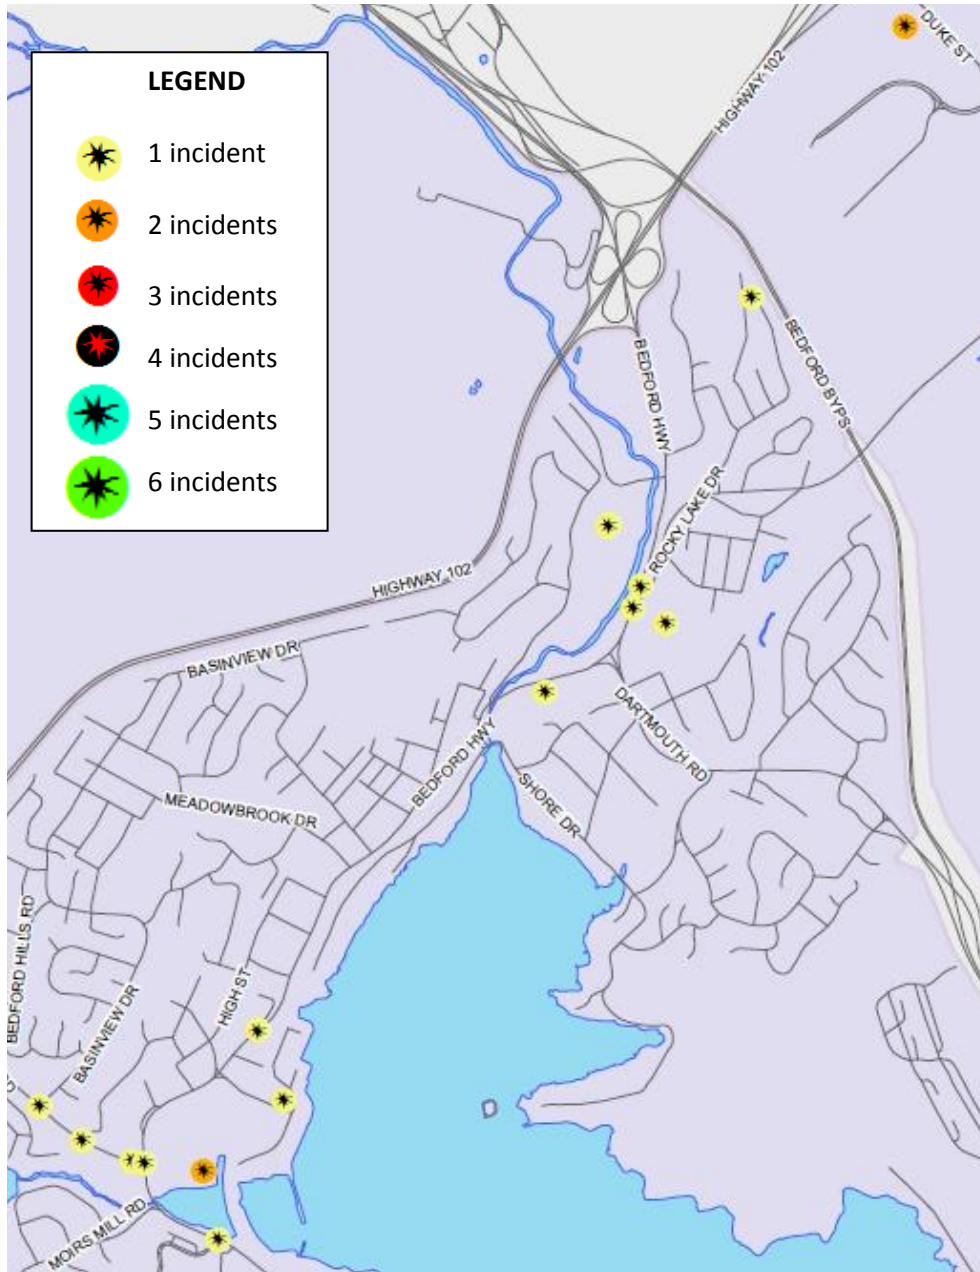 LEGEND
1 incident
2 incidents
3 incidents
4 incidents
5 incidents
6 incidents
DUKE ST
HIGHWAY 102
BEDFORD BYPS
BEDFORD HWY
ROCKY LAKE DR
HIGHWAY 102
BASINVIEW DR
DARTMOUTH RD
BEDFORD HWY
SHORE DR
MEADOWBROOK DR
BEDFORD HILLS RD
HIGH ST
BASINVIEW DR
MOIRS MILL RD